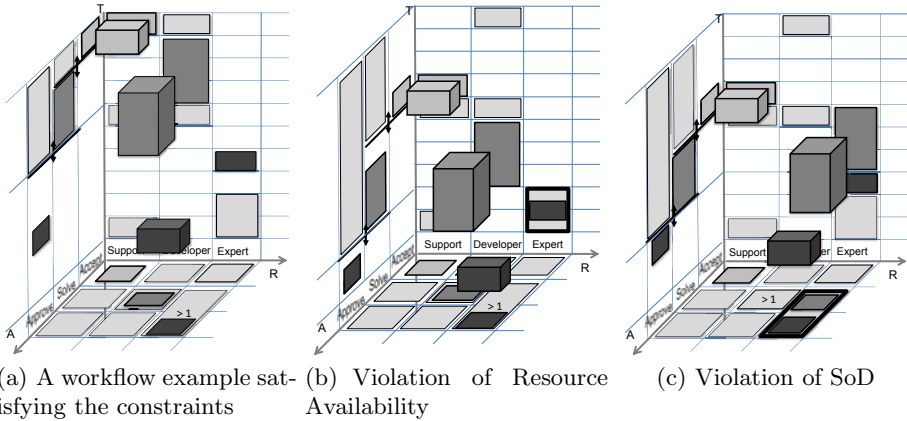 T
Support
Developer
Expert
R
Accept
Solve
Approve
A
> 1
T
Support
Developer
Expert
R
Accept
Solve
Approve
A
> 1
T
Support
er
Expert
R
Accept
Solve
Approve
A
> 1
(a) A workflow example sat-
isfying the constraints
(b) Violation of Resource
Availability
(c) Violation of SoD